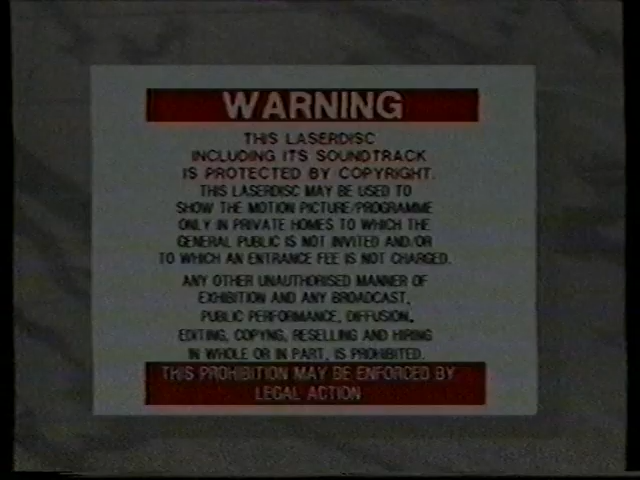 WARNING
THIS LASERDISC
INCLUDING ITS SOUNDTRACK
IS PROTECTED BY COPYRIGHT.
THIS LASERDISC MAY BE USED TO
SHOW THE MOTION PICTURE/PROGRAMME
ONLY IN PRIVATE HOMES TO WHICH THE
GENERAL PUBLIC IS NOT INVITED AND/OR
TO WHICH AN ENTRANCE FEE IS NOT CHARGED.
ANY OTHER UNAUTHORISED MANNER OF
EXHIBITION AND ANY BROADCAST,
PUBLIC PERFORMANCE, DIFFUSION,
EDITING, COPYNG, RESELLING AND HIRING
IN WHOLE OR IN PART, IS PROHIBITED.
THIS PROHIBITION MAY BE ENFORCED BY
LEGAL ACTION